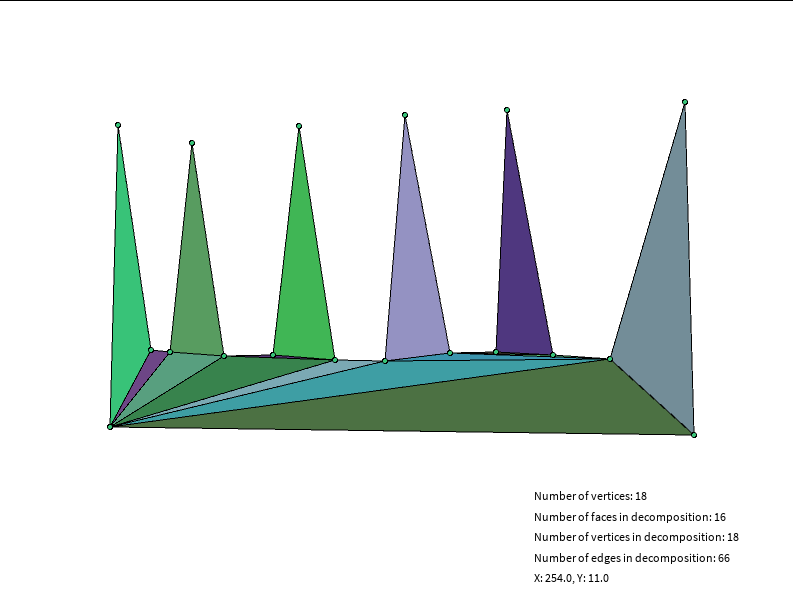 Number of vertices: 18
Number of faces in decomposition: 16
Number of vertices in decomposition: 18
Number of edges in decomposition: 66
X: 254.0, Y: 11.0